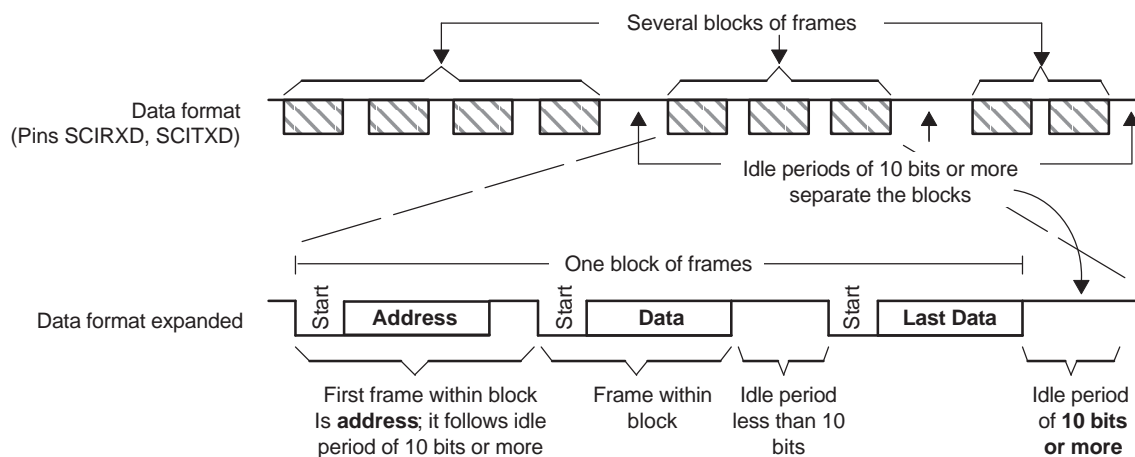 Several blocks of frames
Data format
(Pins SCIRXD, SCITXD)
Idle periods of 10 bits or more
separate the blocks
One block of frames
Data format expanded
Start
Address
Start
Data
Start
Last Data
First frame within block
Is address; it follows idle
period of 10 bits or more
Frame within
block
Idle period
less than 10
bits
Idle period
of 10 bits
or more